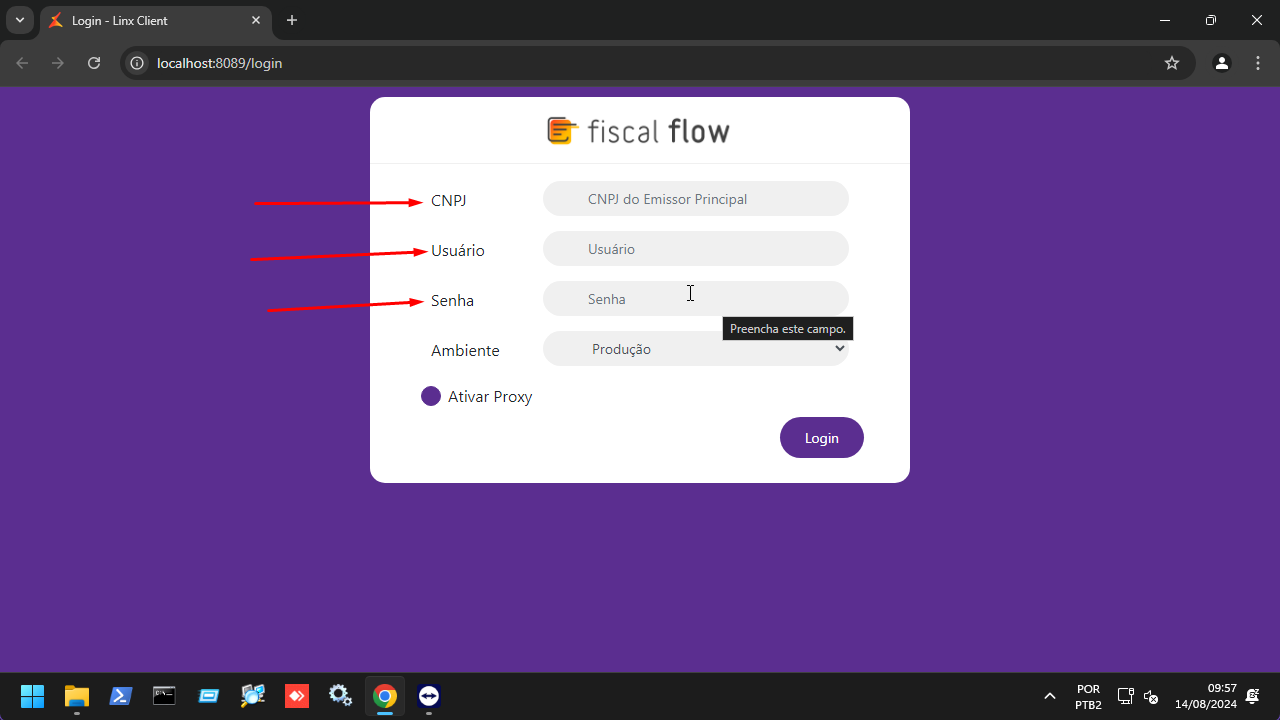 Login - Linx Client
localhost:8089/login
fiscal flow
CNPJ
CNPJ do Emissor Principal
Usuário
Usuário
Senha
Senha
Preencha este campo.
Ambiente
Produção
Ativar Proxy
Login
POR
PTB2
09:57
14/08/2024